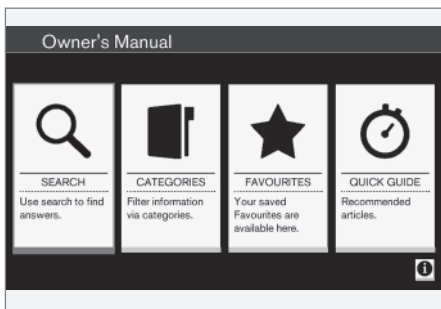 Owner's Manual
SEARCH
Use search to find
answers.
CATEGORIES
Filter information
via categories.
FAVOURITES
Your saved
Favourites are
available here.
QUICK GUIDE
Recommended
articles.